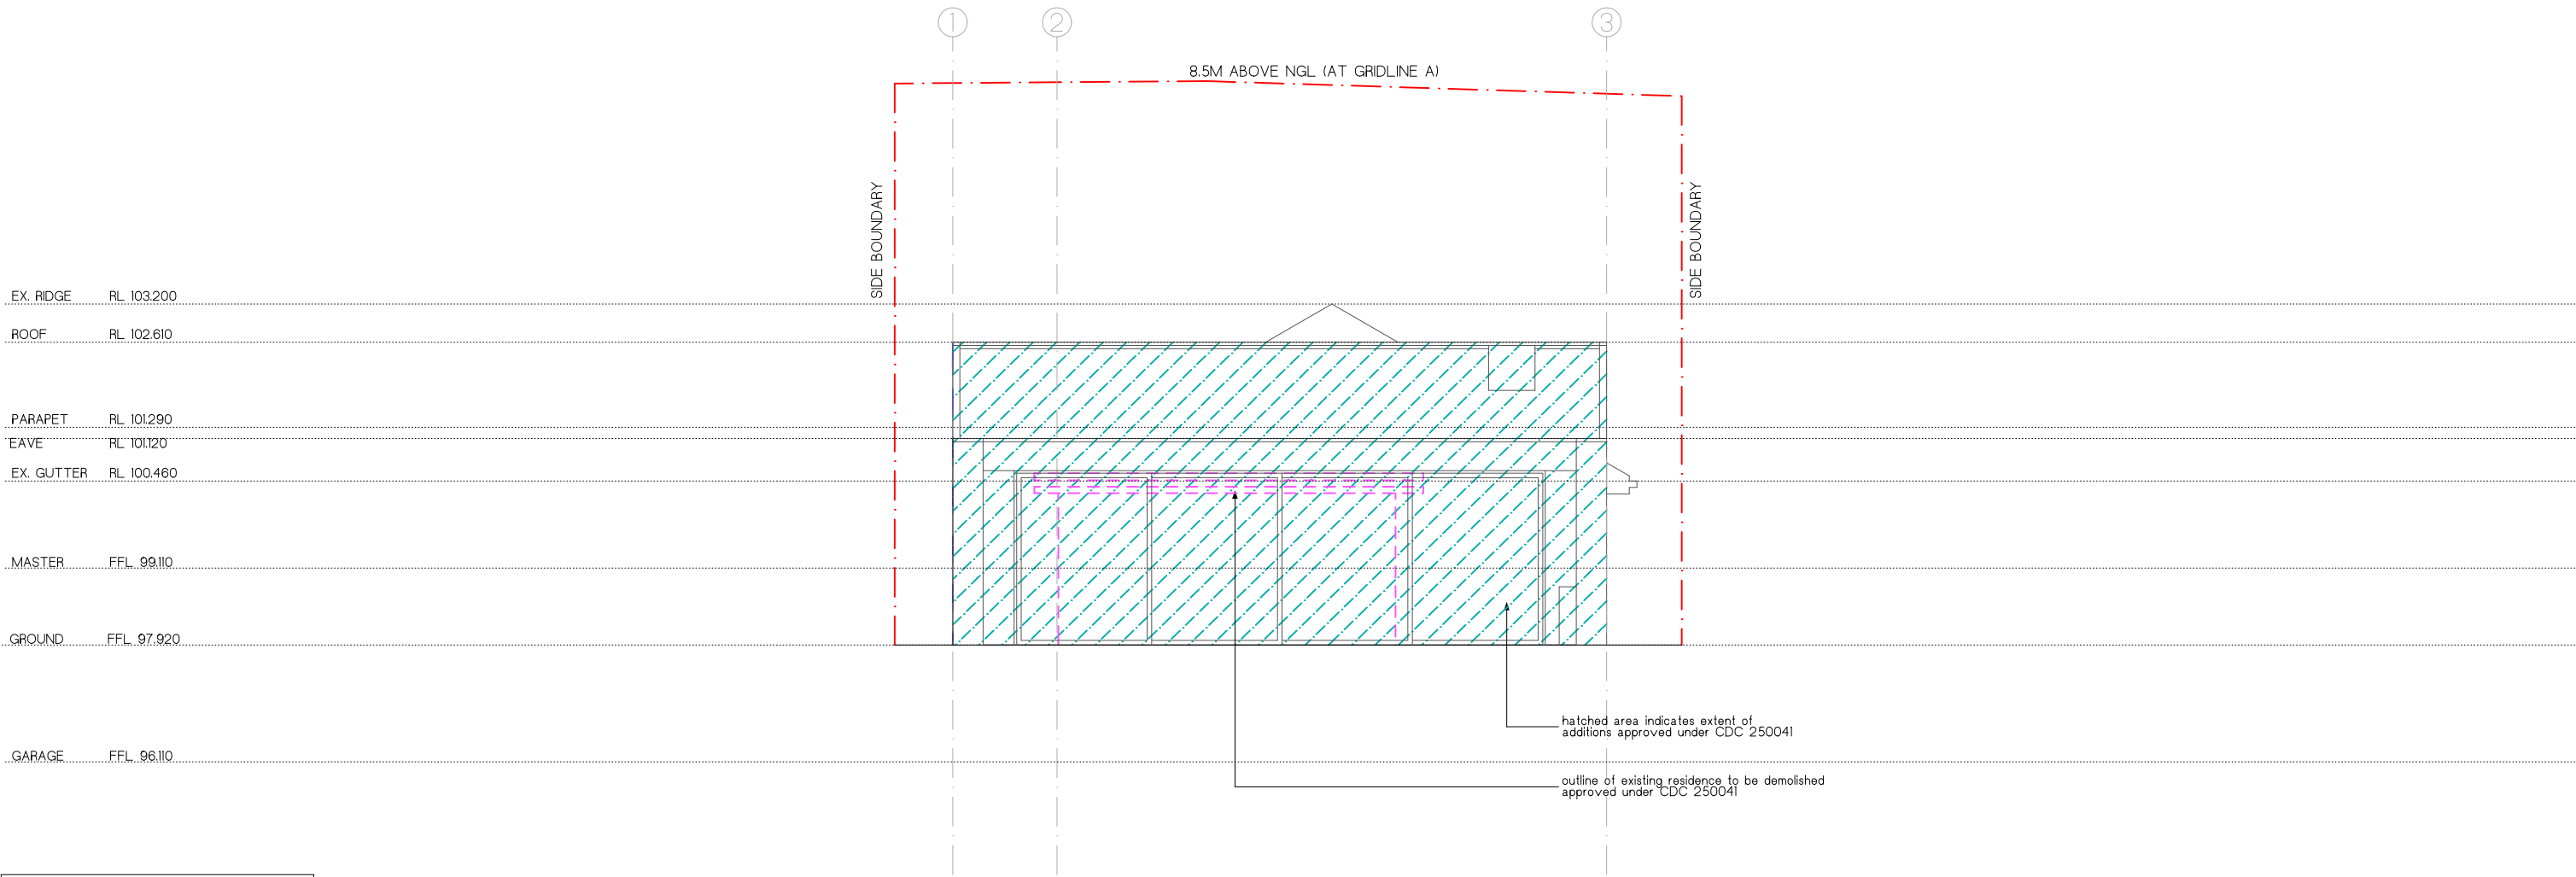 1
2
3
8.5M ABOVE NGL (AT GRIDLINE A)
SIDE BOUNDARY
SIDE BOUNDARY
EX. RIDGE RL 103.200
ROOF RL 102.610
PARAPET RL 101.290
EAVE RL 101.120
EX. GUTTER RL 100.460
MASTER FFL 99.110
GROUND FFL 97.920
hatched area indicates extent of
additions approved under CDC 250041
GARAGE FFL 96.110
outline of existing residence to be demolished
approved under CDC 250041